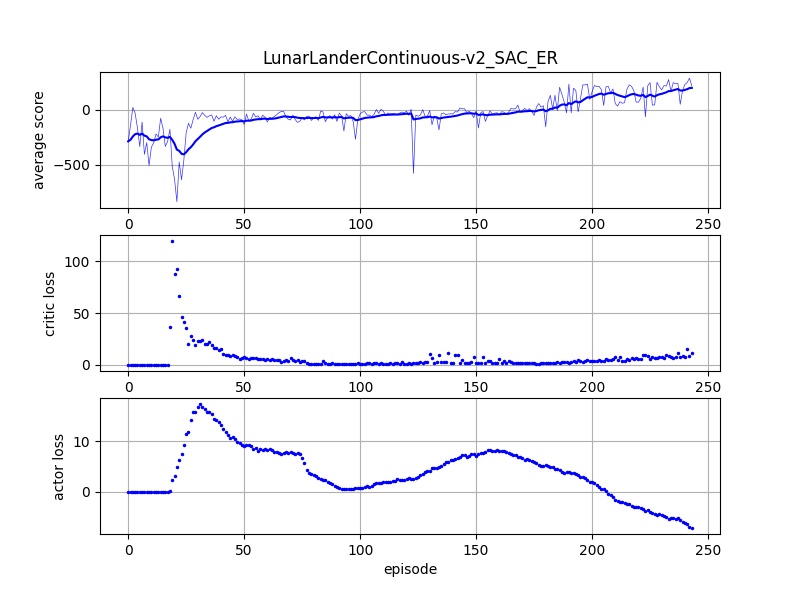 LunarLanderContinuous-v2_SAC_ER
average score
0
−500
0 50 100 150 200 250
critic loss
100
50
0
0 50 100 150 200 250
actor loss
10
0
0 50 100 150 200 250
episode